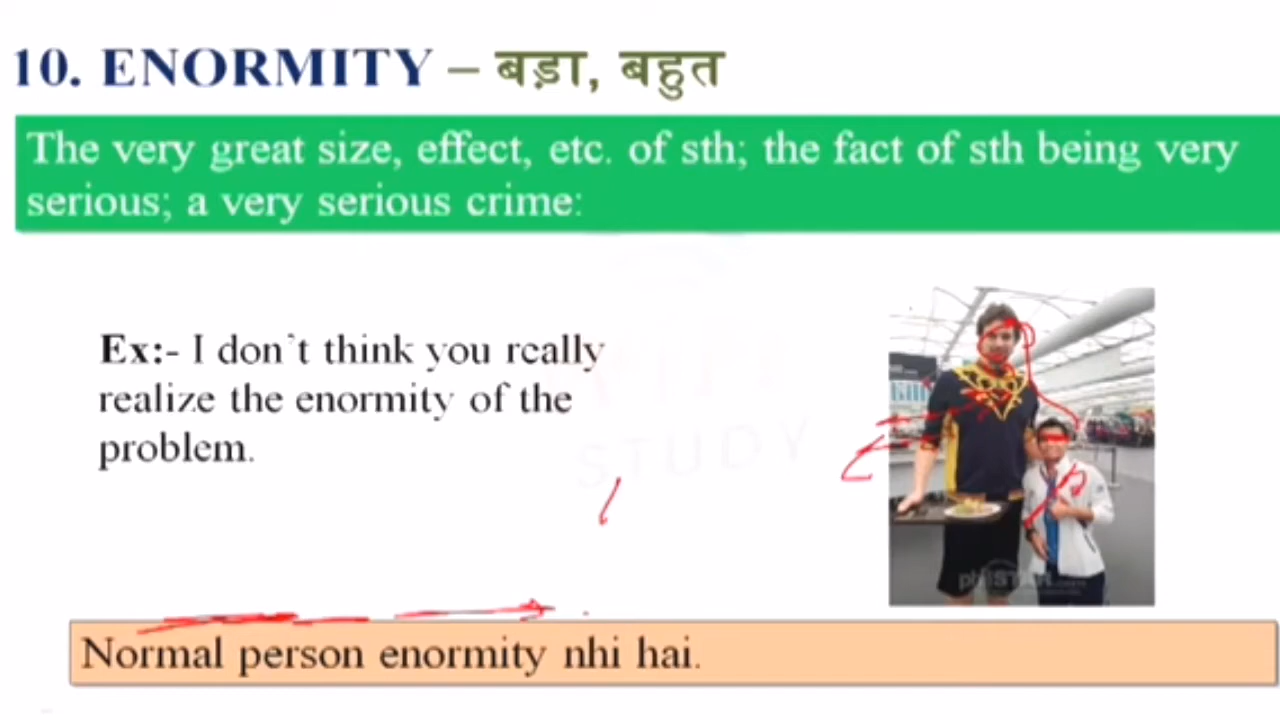 10. ENORMITY – बड़ा, बहुत
The very great size, effect, etc. of sth; the fact of sth being very
serious; a very serious crime:
Ex:- I don't think you really
realize the enormity of the
problem.
STUDY
Normal person enormity nhi hai.